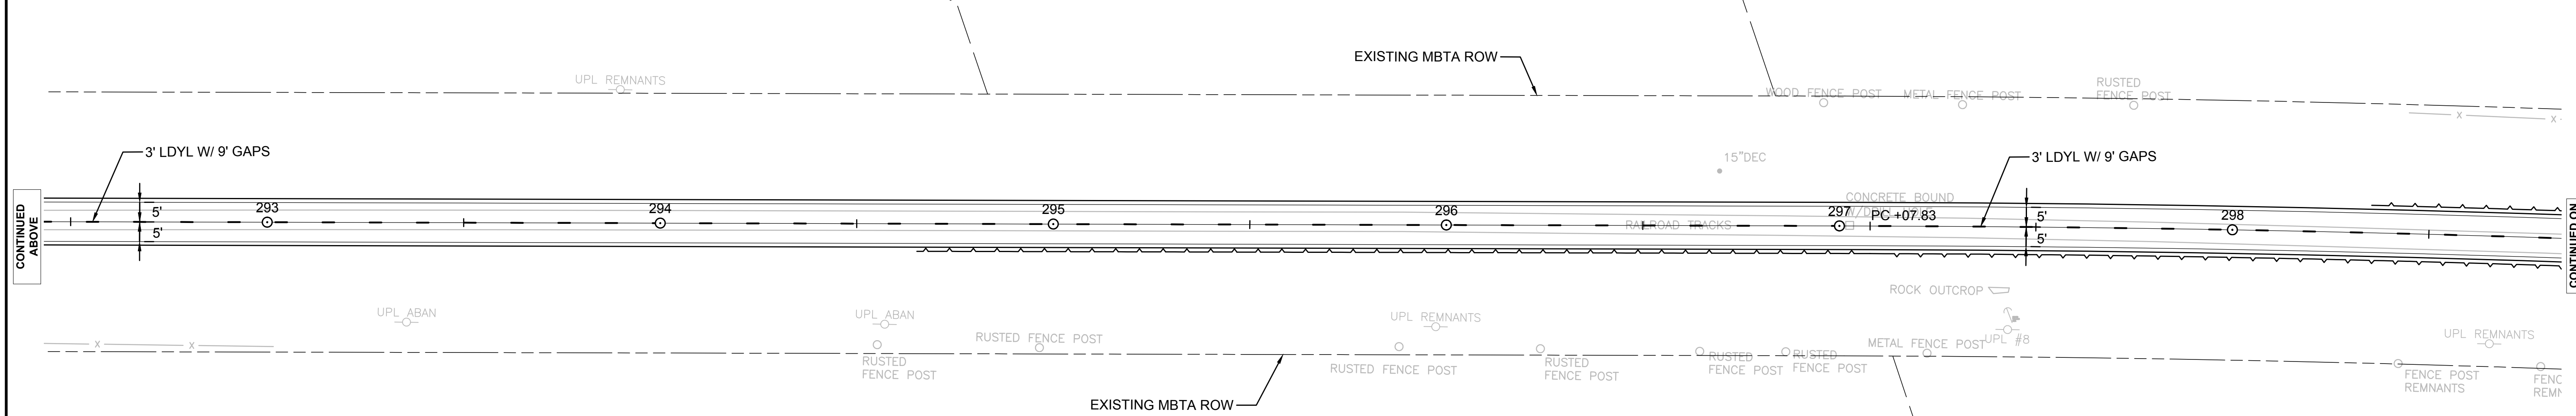 EXISTING MBTA ROW
UPL REMNANTS
RUSTED
FENCE POST
WOOD FENCE POST
METAL FENCE POST
X
X
3' LDYL W/ 9' GAPS
15"DEC
3' LDYL W/ 9' GAPS
CONTINUED
ABOVE
5'
5'
293
294
295
296
297
PC +07.83
298
CONCRETE BOUND
W/DRILL HOLE
RAILROAD TRACKS
5'
5'
CONTINUED ON
ROCK OUTCROP
UPL ABAN
UPL ABAN
UPL REMNANTS
UPL #8
UPL REMNANTS
X
X
RUSTED
FENCE POST
RUSTED FENCE POST
RUSTED FENCE POST
RUSTED
FENCE POST
RUSTED
FENCE POST
RUSTED
FENCE POST
METAL FENCE POST
FENCE POST
REMNANTS
EXISTING MBTA ROW